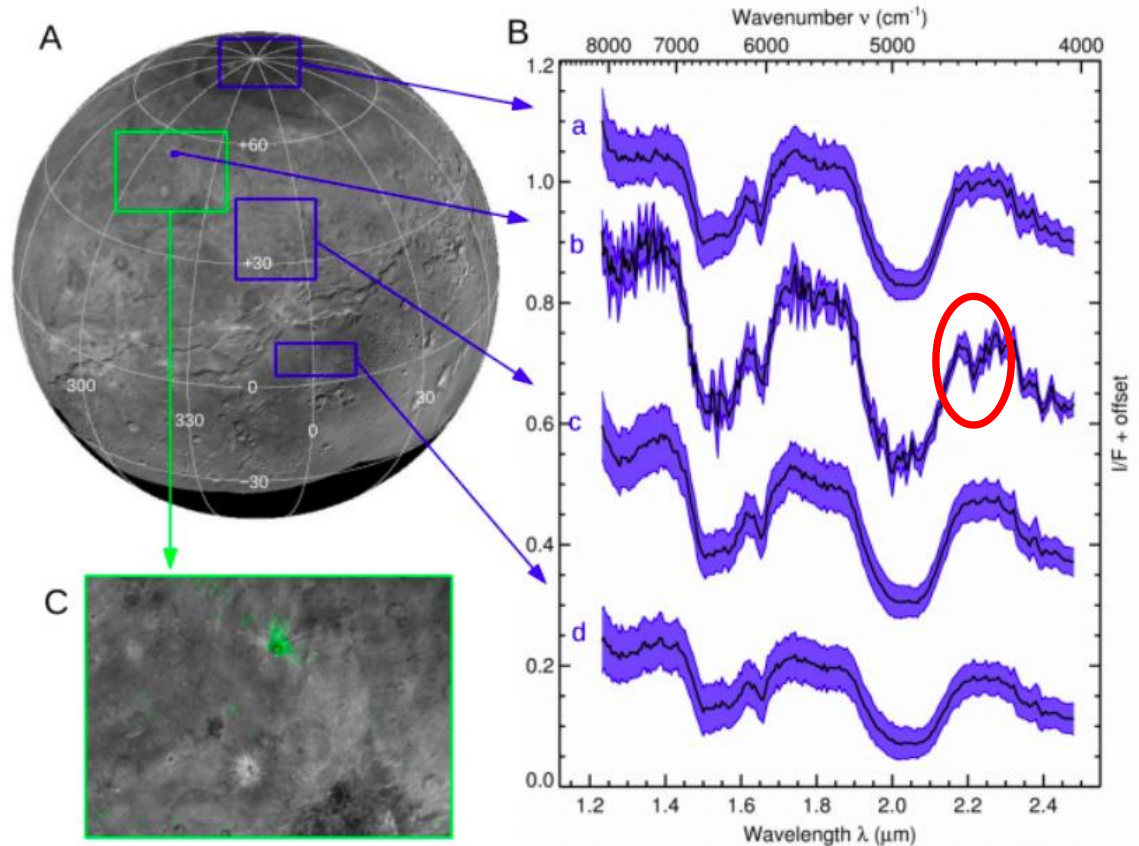 A
+60
+30
0
300
330
30
0
−30
C
B
Wavenumber ν (cm⁻¹)
8000 7000 6000 5000 4000
1.2
1.0
0.8
0.6
0.4
0.2
0.0
a
b
c
d
I/F + offset
1.2 1.4 1.6 1.8 2.0 2.2 2.4
Wavelength λ (μm)